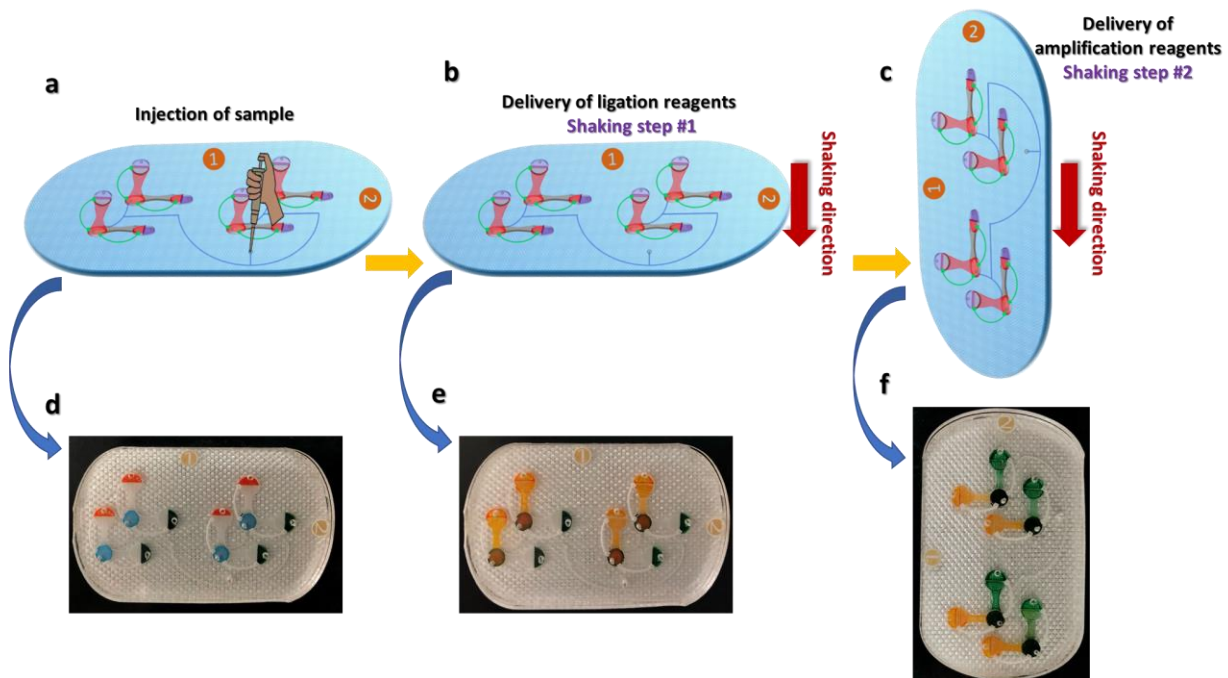 a
Injection of sample
1
2
b
Delivery of ligation reagents
Shaking step #1
1
2
Shaking direction
c
Delivery of
amplification reagents
Shaking step #2
2
1
Shaking direction
d
1
2
e
1
2
f
2
1